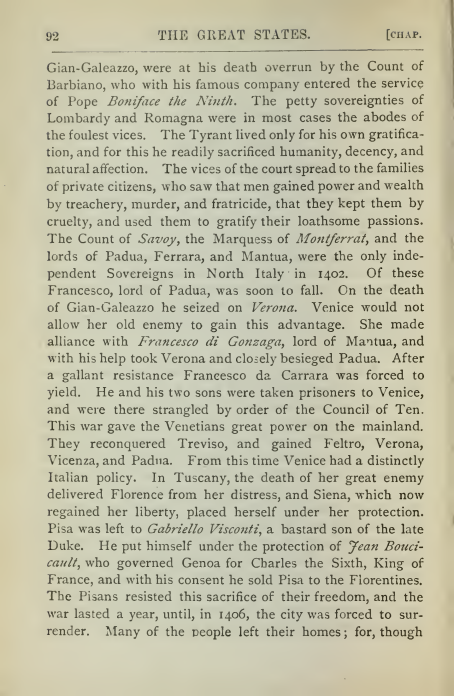 92 THE GREAT STATES. [CHAP.
Gian-Galeazzo, were at his death overrun by the Count of
Barbiano, who with his famous company entered the service
of Pope Boniface the Ninth. The petty sovereignties of
Lombardy and Romagna were in most cases the abodes of
the foulest vices. The Tyrant lived only for his own gratifica-
tion, and for this he readily sacrificed humanity, decency, and
natural affection. The vices of the court spread to the families
of private citizens, who saw that men gained power and wealth
by treachery, murder, and fratricide, that they kept them by
cruelty, and used them to gratify their loathsome passions.
The Count of Savoy, the Marquess of Montferrat, and the
lords of Padua, Ferrara, and Mantua, were the only inde-
pendent Sovereigns in North Italy in 1402. Of these
Francesco, lord of Padua, was soon to fall. On the death
of Gian-Galeazzo he seized on Verona. Venice would not
allow her old enemy to gain this advantage. She made
alliance with Francesco di Gonzaga, lord of Mantua, and
with his help took Verona and closely besieged Padua. After
a gallant resistance Francesco da Carrara was forced to
yield. He and his two sons were taken prisoners to Venice,
and were there strangled by order of the Council of Ten.
This war gave the Venetians great power on the mainland.
They reconquered Treviso, and gained Feltro, Verona,
Vicenza, and Padua. From this time Venice had a distinctly
Italian policy. In Tuscany, the death of her great enemy
delivered Florence from her distress, and Siena, which now
regained her liberty, placed herself under her protection.
Pisa was left to Gabriello Visconti, a bastard son of the late
Duke. He put himself under the protection of Jean Bouci-
cault, who governed Genoa for Charles the Sixth, King of
France, and with his consent he sold Pisa to the Florentines.
The Pisans resisted this sacrifice of their freedom, and the
war lasted a year, until, in 1406, the city was forced to sur-
render. Many of the people left their homes; for, though